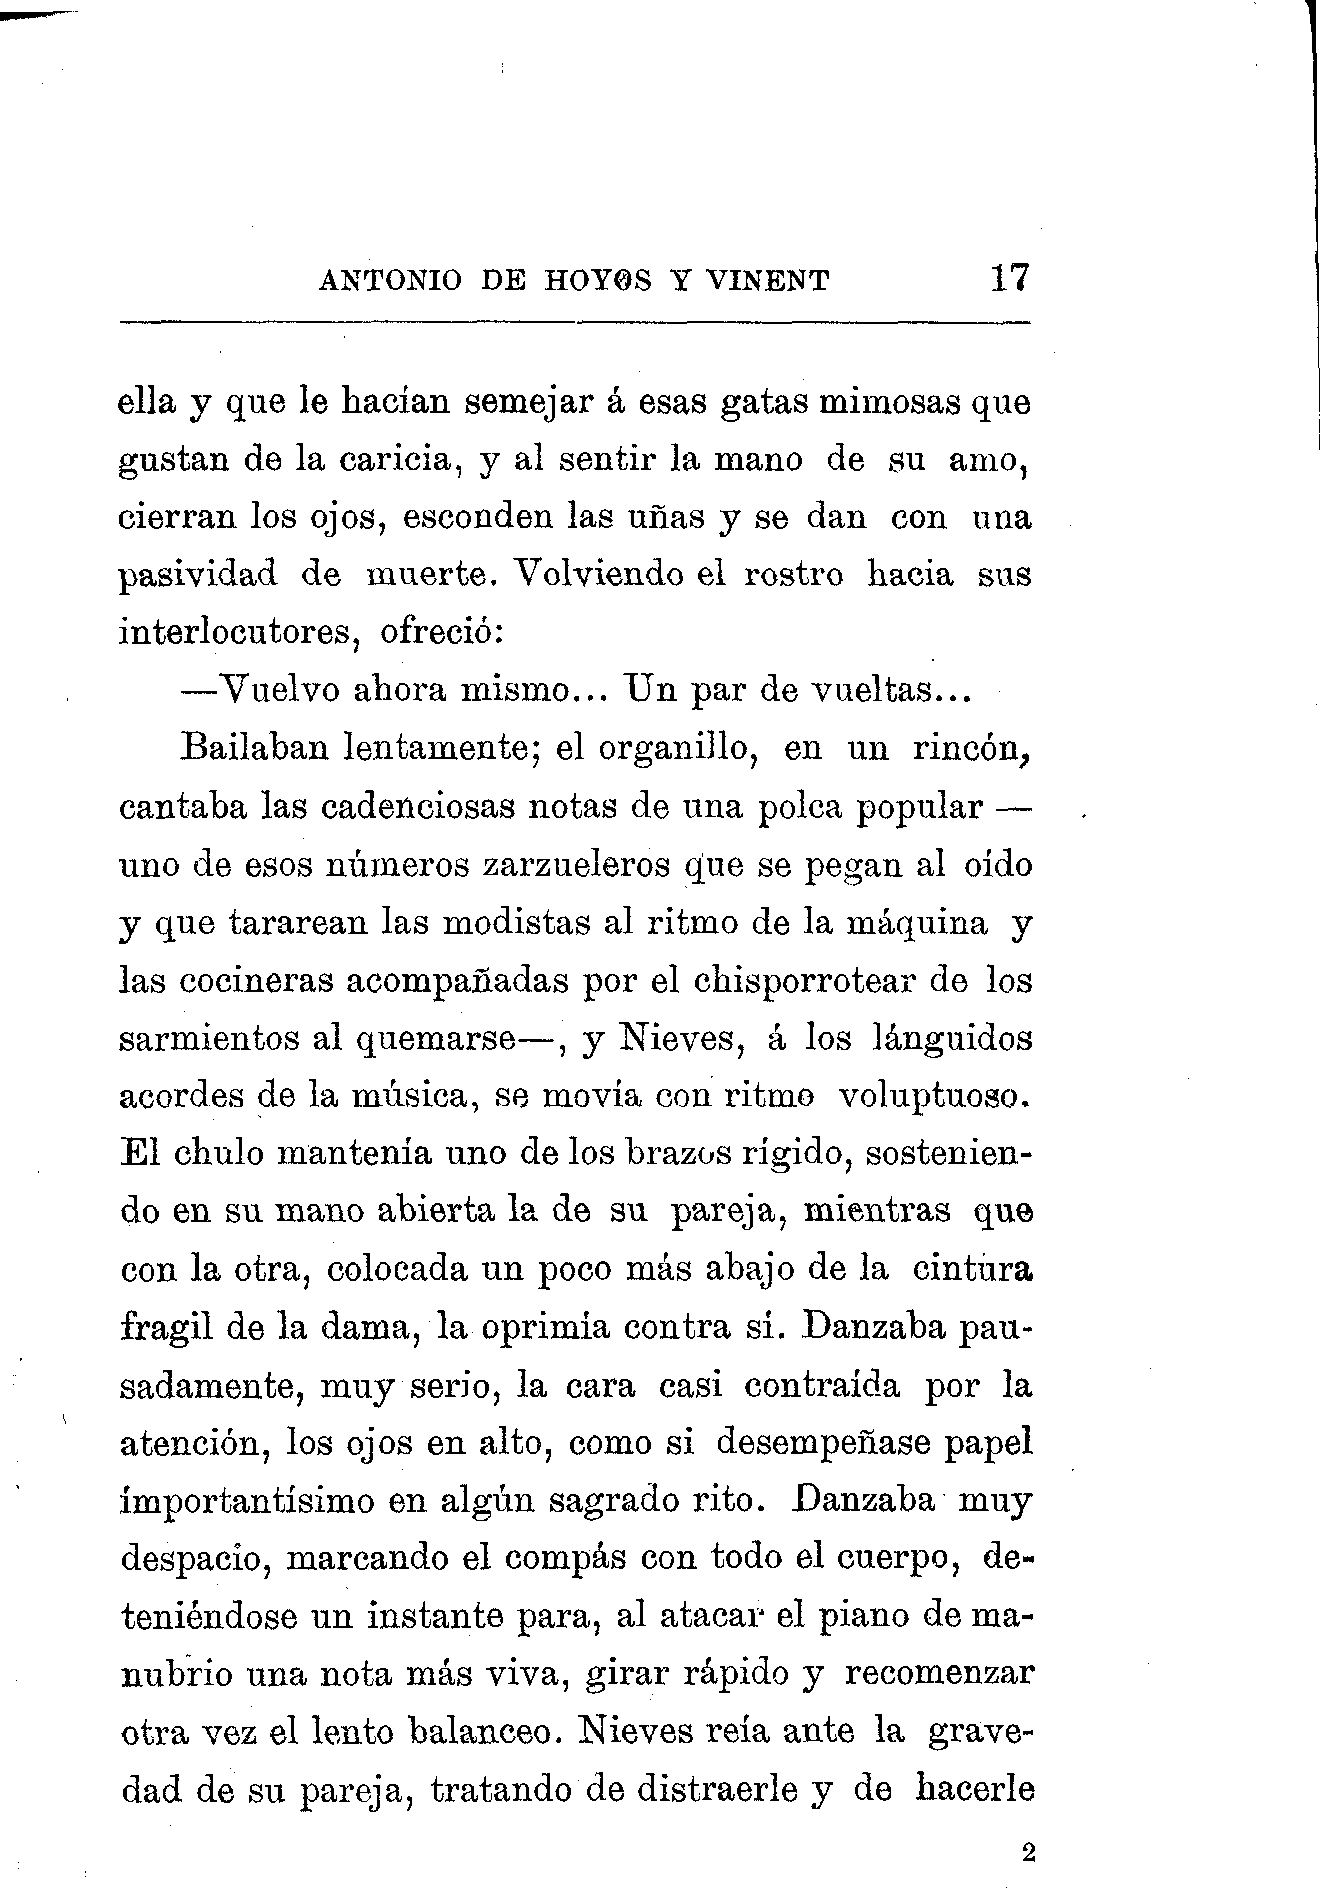 ANTONIO DE HOYOS Y VINENT 17
ella y que le hacían semejar á esas gatas mimosas que
gustan de la caricia, y al sentir la mano de su amo,
cierran los ojos, esconden las uñas y se dan con una
pasividad de muerte. Volviendo el rostro hacia sus
interlocutores, ofreció:
—Vuelvo ahora mismo... Un par de vueltas...
Bailaban lentamente; el organillo, en un rincón,
cantaba las cadenciosas notas de una polca popular —
uno de esos números zarzueleros que se pegan al oído
y que tararean las modistas al ritmo de la máquina y
las cocineras acompañadas por el chisporrotear de los
sarmientos al quemarse—, y Nieves, á los lánguidos
acordes de la música, se movía con ritmo voluptuoso.
El chulo mantenía uno de los brazos rígido, sostenien-
do en su mano abierta la de su pareja, mientras que
con la otra, colocada un poco más abajo de la cintura
fragil de la dama, la oprimía contra sí. Danzaba pau-
sadamente, muy serio, la cara casi contraída por la
atención, los ojos en alto, como si desempeñase papel
importantísimo en algún sagrado rito. Danzaba muy
despacio, marcando el compás con todo el cuerpo, de-
teniéndose un instante para, al atacar el piano de ma-
nubrio una nota más viva, girar rápido y recomenzar
otra vez el lento balanceo. Nieves reía ante la grave-
dad de su pareja, tratando de distraerle y de hacerle
2